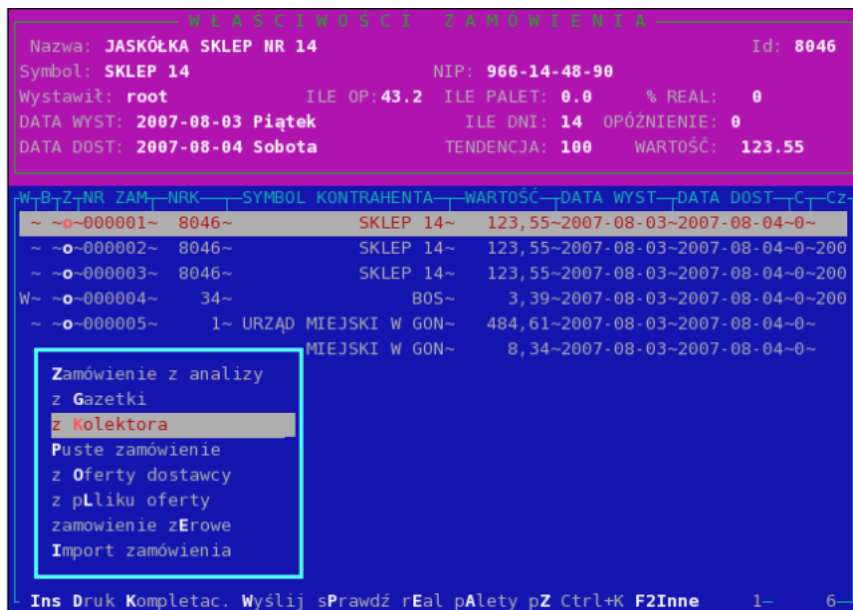 WŁAŚCIWOŚCI ZAMÓWIENIA
Nazwa: JASKÓŁKA SKLEP NR 14 Id: 8046
Symbol: SKLEP 14 NIP: 966-14-48-90
Wystawił: root ILE OP:43.2 ILE PALET: 0.0 % REAL: 0
DATA WYST: 2007-08-03 Piątek ILE DNI: 14 OPÓŹNIENIE: 0
DATA DOST: 2007-08-04 Sobota TENDENCJA: 100 WARTOŚĆ: 123.55
W B Z NR ZAM NRK SYMBOL KONTRAHENTA WARTOŚĆ DATA WYST DATA DOST C Cz
~ ~o~000001~ 8046~ SKLEP 14~ 123,55~2007-08-03~2007-08-04~0~
~ ~o~000002~ 8046~ SKLEP 14~ 123,55~2007-08-03~2007-08-04~0~200
~ ~o~000003~ 8046~ SKLEP 14~ 123,55~2007-08-03~2007-08-04~0~200
W~ ~o~000004~ 34~ BOS~ 3,39~2007-08-03~2007-08-04~0~200
~ ~o~000005~ 1~ URZĄD MIEJSKI W GON~ 484,61~2007-08-03~2007-08-04~0~
MIEJSKI W GON~ 8,34~2007-08-03~2007-08-04~0~
Zamówienie z analizy
z Gazetki
z Kolektora
Puste zamówienie
z Oferty dostawcy
z pLliku oferty
zamowienie zErowe
Import zamówienia
Ins Druk Kompletac. Wyślij sPrawdź rEal pAlety pZ Ctrl+K F2Inne 1 6